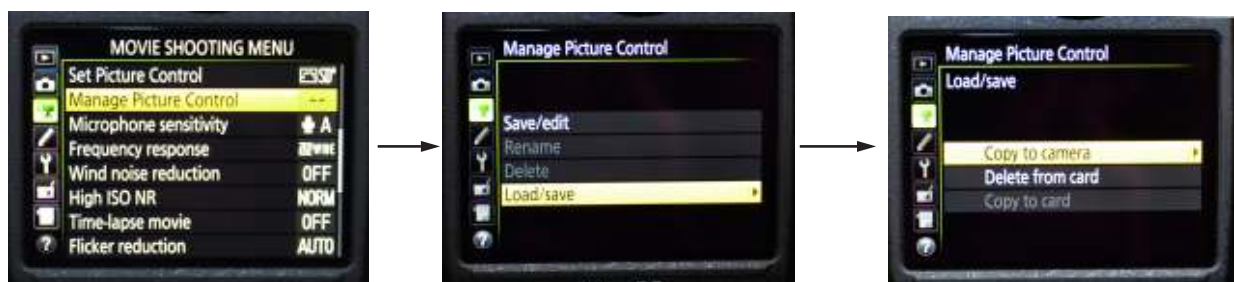 MOVIE SHOOTING MENU
Set Picture Control
Manage Picture Control --
Microphone sensitivity A
Frequency response WIDE
Wind noise reduction OFF
High ISO NR NORM
Time-lapse movie OFF
Flicker reduction AUTO
Manage Picture Control
Save/edit
Rename
Delete
Load/save
Manage Picture Control
Load/save
Copy to camera
Delete from card
Copy to card